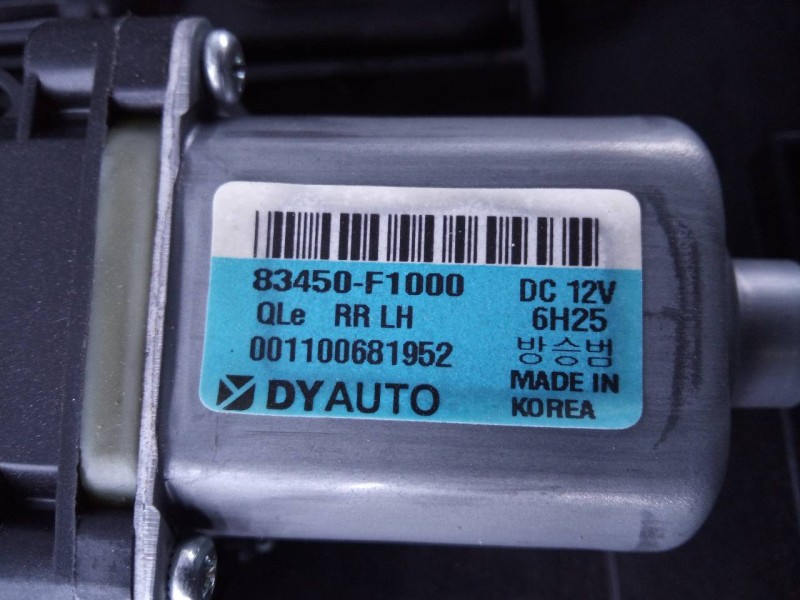 83450-F1000 DC 12V
QLe RR LH 6H25
001100681952 방승범
DYAUTO MADE IN
KOREA